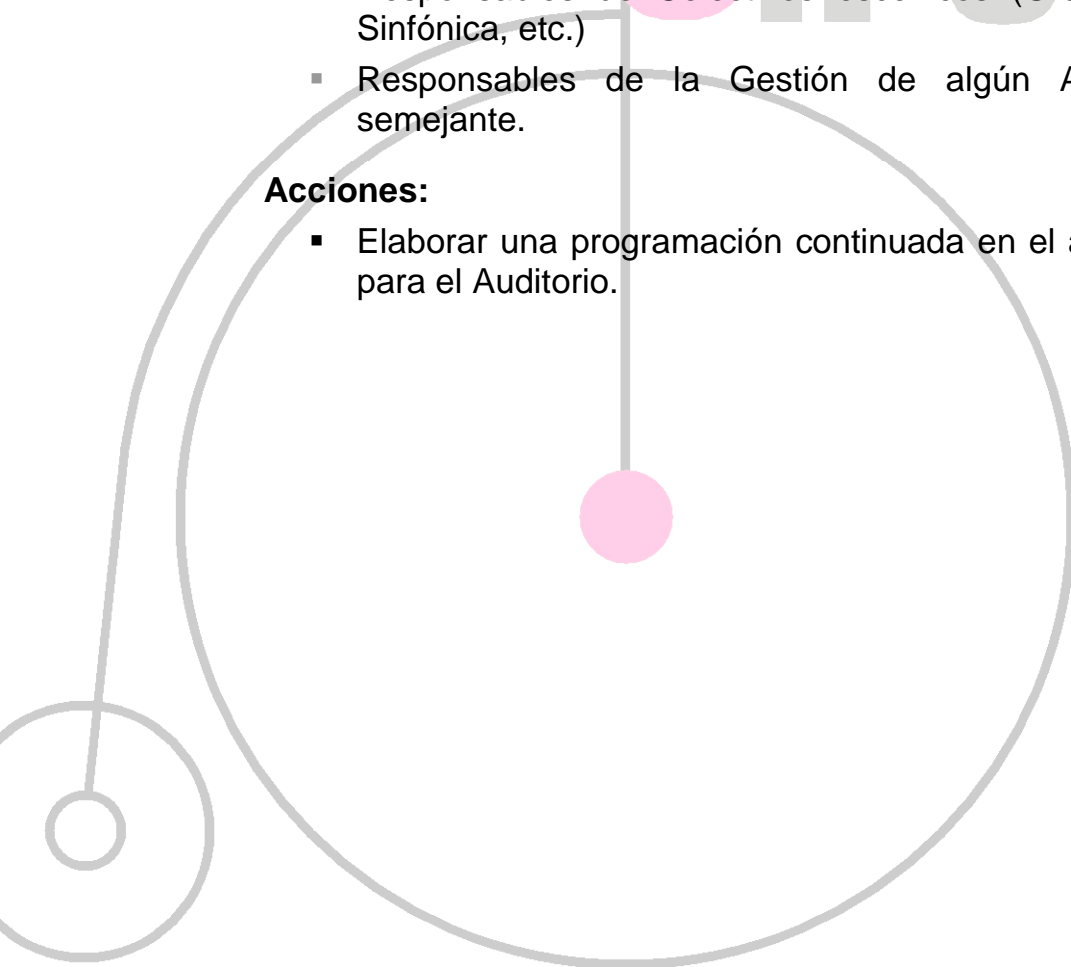 Sinfónica, etc.)
▪ Responsables de la Gestión de algún
semejante.
Acciones:
▪ Elaborar una programación continuada en el
para el Auditorio.